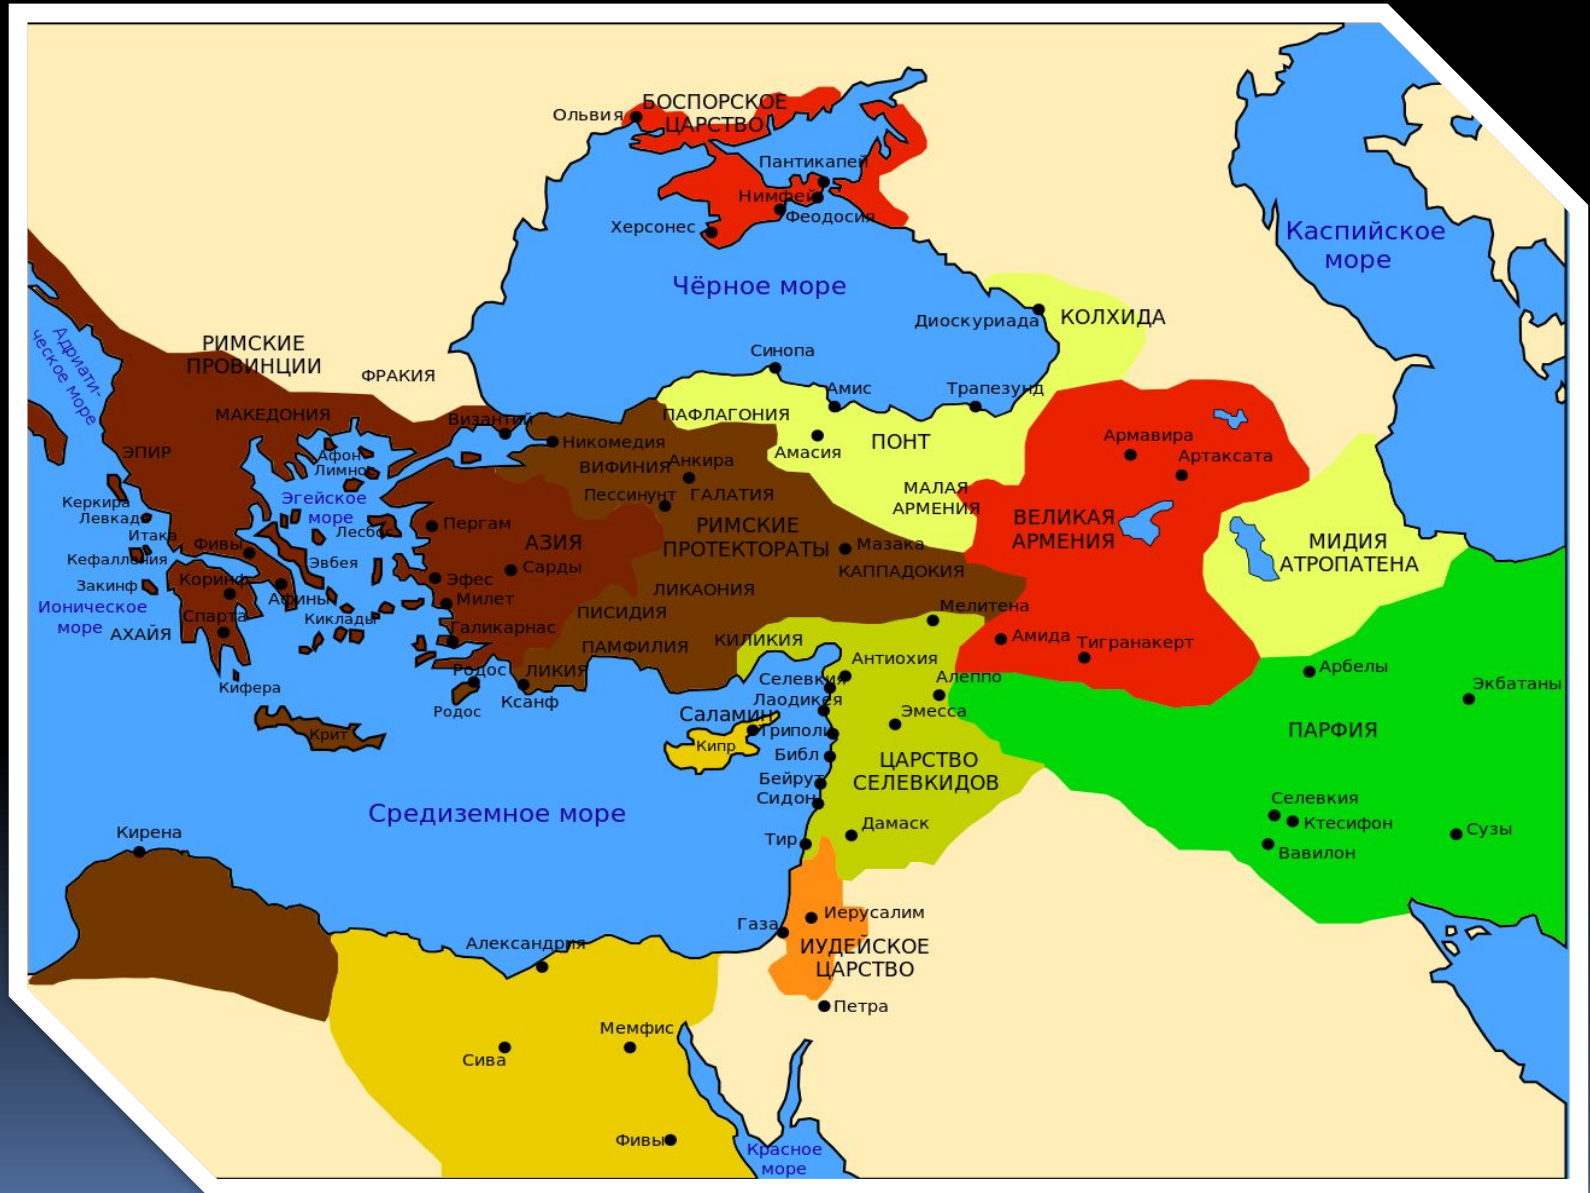 Ольвия
БОСПОРСКОЕ
ЦАРСТВО
Пантикапей
Нимфей
Феодосия
Херсонес
Каспийское
море
Чёрное море
Диоскуриада
КОЛХИДА
Адриати-
ческое море
РИМСКИЕ
ПРОВИНЦИИ
ФРАКИЯ
Синопа
Амис
Трапезунд
МАКЕДОНИЯ
Византий
ПАФЛАГОНИЯ
Никомедия
ПОНТ
Армавира
ЭПИР
Афон
Лимнос
ВИФИНИЯ
Анкира
Амасия
Артаксата
Керкира
Левкада
Эгейское
море
Пессинунт
ГАЛАТИЯ
МАЛАЯ
АРМЕНИЯ
Итака
Фивы
Лесбос
Пергам
РИМСКИЕ
ПРОТЕКТОРАТЫ
ВЕЛИКАЯ
АРМЕНИЯ
Кефалления
Эвбея
АЗИЯ
Мазака
МИДИЯ
АТРОПАТЕНА
Закинф
Коринф
Эфес
Сарды
КАППАДОКИЯ
Ионическое
море
Афины
Милет
ЛИКАОНИЯ
Спарта
Киклады
ПИСИДИЯ
Мелитена
АХАЙЯ
Галикарнас
ПАМФИЛИЯ
КИЛИКИЯ
Амида
Тигранакерт
Кифера
Родос
ЛИКИЯ
Антиохия
Арбелы
Родос
Ксанф
Селевкия
Алеппо
Экбатаны
Лаодикея
Эмесса
Крит
Саламин
Кипр
Триполи
ПАРФИЯ
Библ
ЦАРСТВО
СЕЛЕВКИДОВ
Бейрут
Сидон
Селевкия
Средиземное море
Ктесифон
Сузы
Кирена
Тир
Дамаск
Вавилон
Газа
Иерусалим
Александрия
ИУДЕЙСКОЕ
ЦАРСТВО
Петра
Мемфис
Сива
Фивы
Красное
море